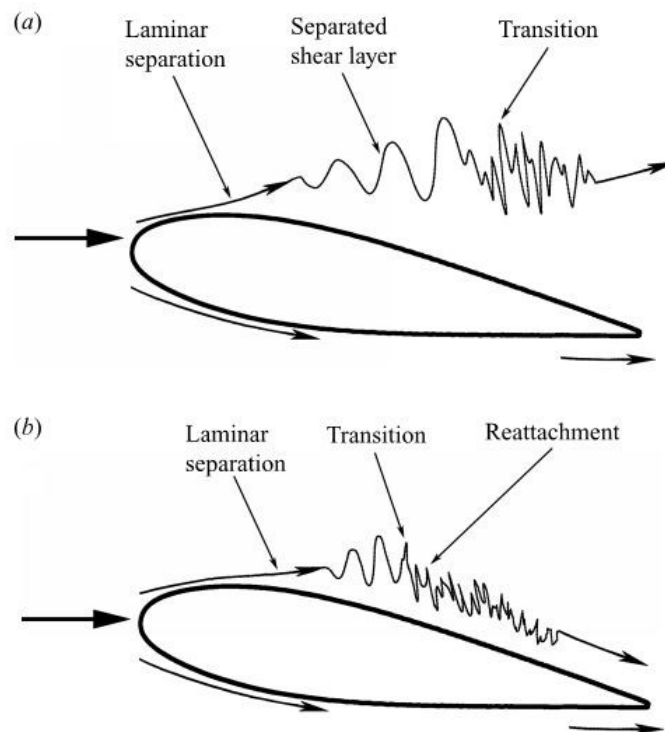 (a)
Laminar
separation
Separated
shear layer
Transition
(b)
Laminar
separation
Transition
Reattachment